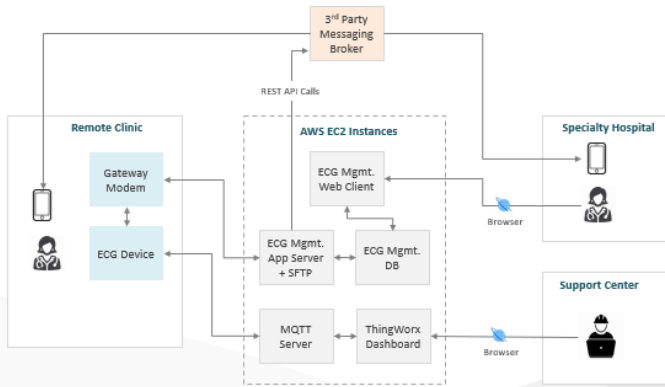 3rd Party
Messaging
Broker
REST API Calls
Remote Clinic
AWS EC2 Instances
Specialty Hospital
Gateway
Modem
ECG Mgmt.
Web Client
Browser
ECG Device
ECG Mgmt.
App Server
+ SFTP
ECG Mgmt.
DB
Support Center
MQTT
Server
ThingWorx
Dashboard
Browser